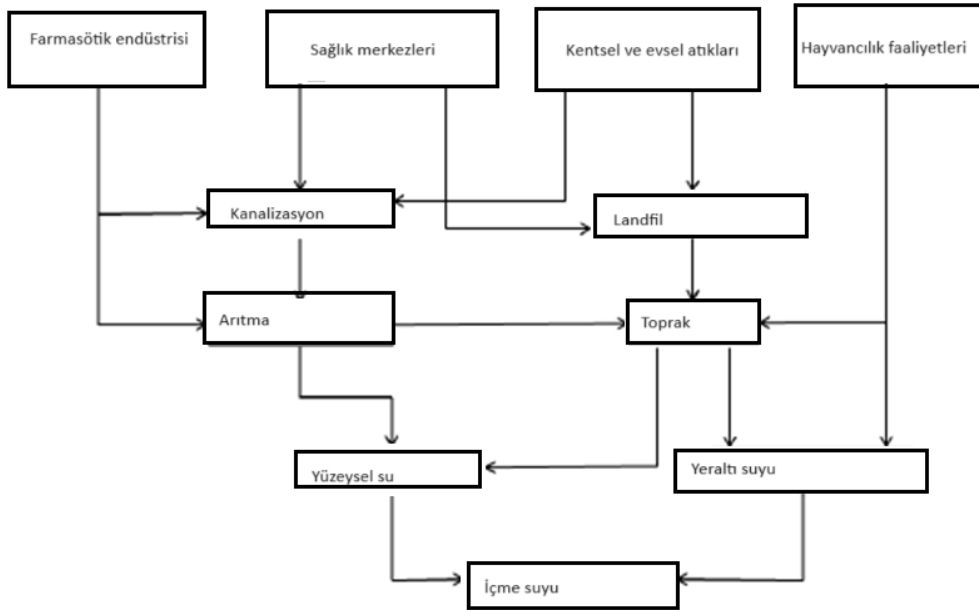 Farmasötik endüstrisi
Sağlık merkezleri
Kentsel ve evsel atıkları
Hayvancılık faaliyetleri
Kanalizasyon
Landfil
Arıtma
Toprak
Yüzeysel su
Yeraltı suyu
İçme suyu